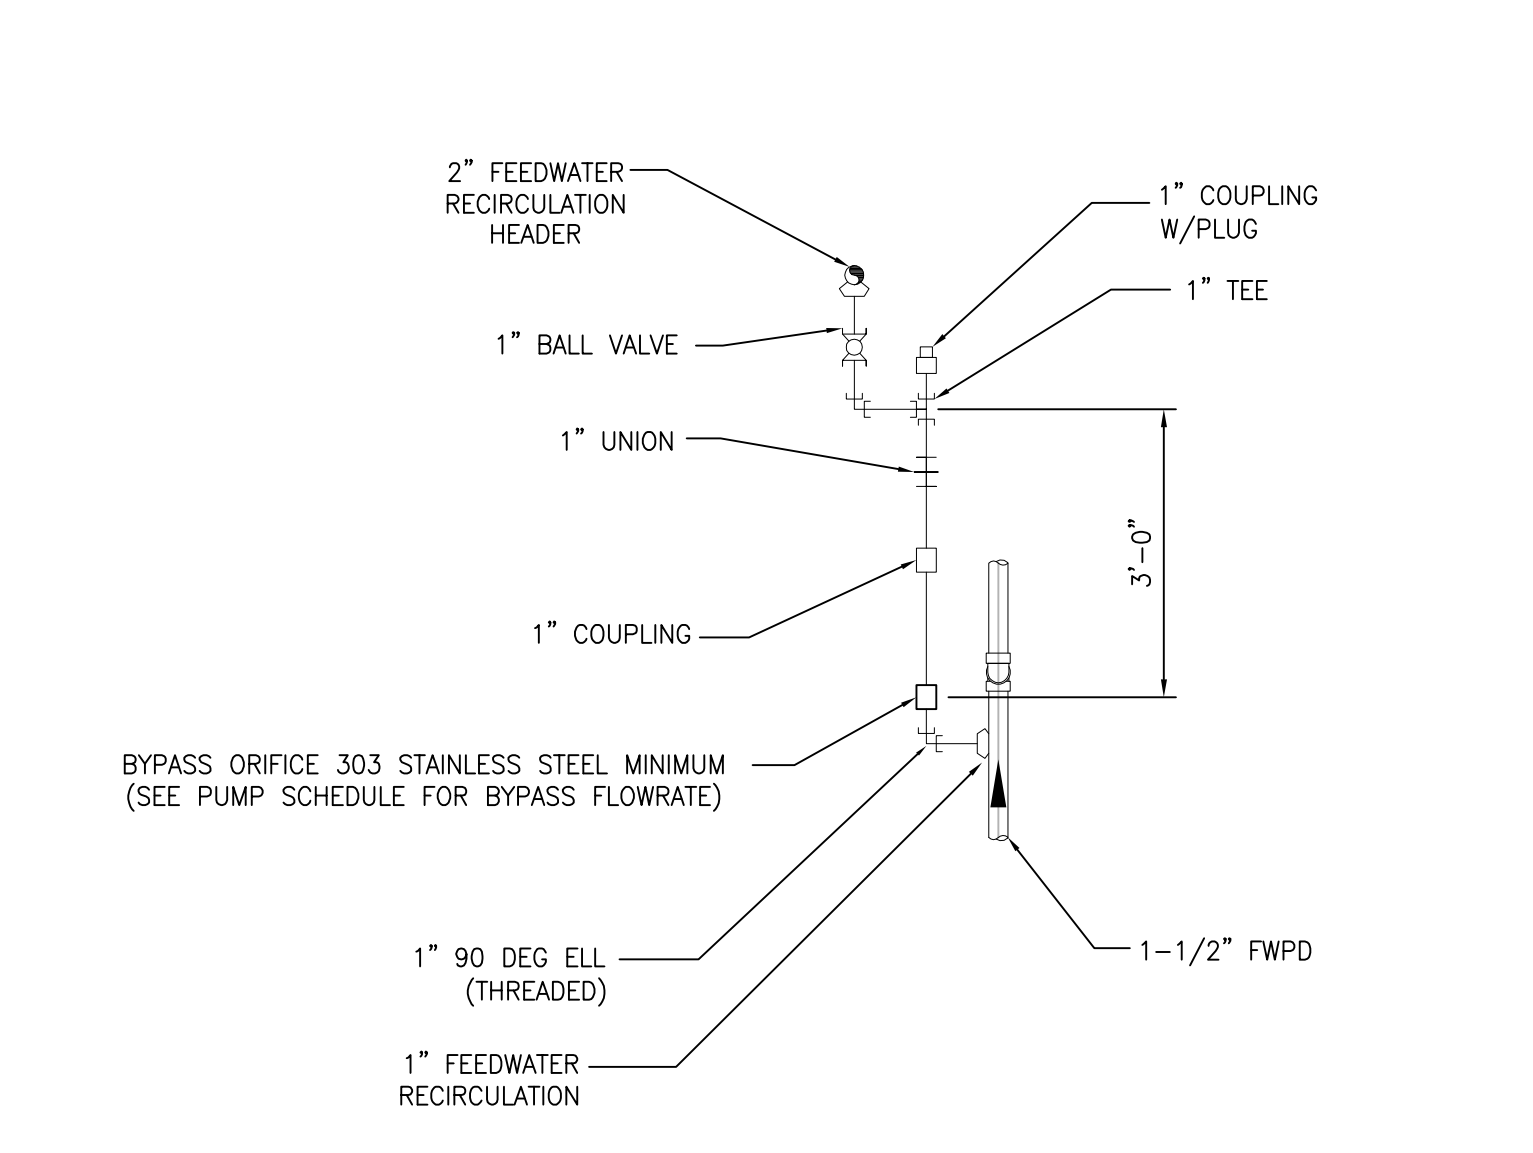 2” FEEDWATER
RECIRCULATION
HEADER
1” COUPLING
W/PLUG
1” TEE
1” BALL VALVE
1” UNION
3'-0”
1” COUPLING
BYPASS ORIFICE 303 STAINLESS STEEL MINIMUM
(SEE PUMP SCHEDULE FOR BYPASS FLOWRATE)
1” 90 DEG ELL
(THREADED)
1-1/2” FWPD
1” FEEDWATER
RECIRCULATION